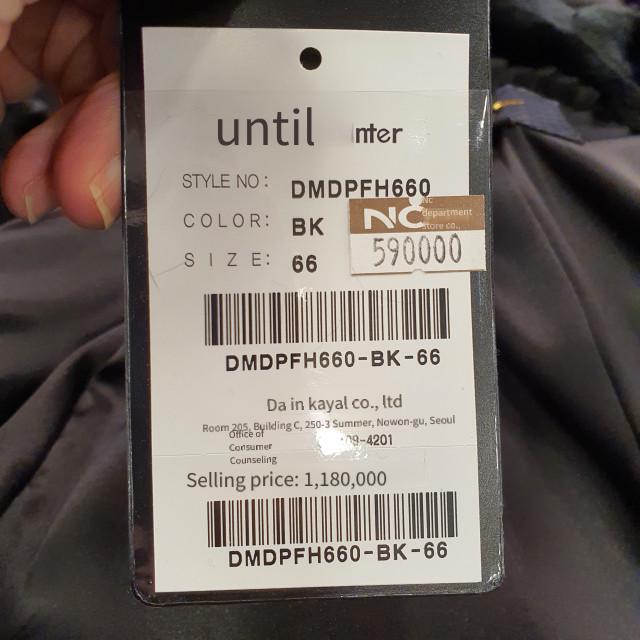 until nter
STYLE NO: DMDPFH660
COLOR: BK
SIZE: 66
NC Nc department store co.,
590000
DMDPFH660-BK-66
Da in kayal co., ltd
Room 205, Building C, 250-3 Summer, Nowon-gu, Seoul
Office of Consumer Counseling 09-4201
Selling price: 1,180,000
DMDPFH660-BK-66